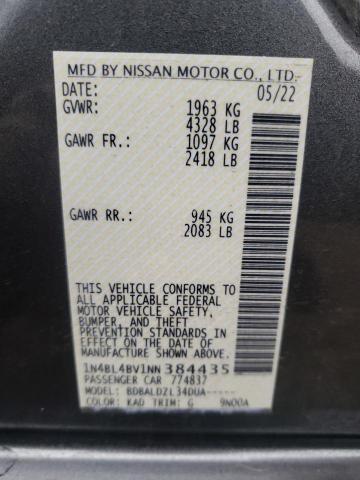 MFD BY NISSAN MOTOR CO., LTD.
DATE: 05/22
GVWR: 1963 KG
4328 LB
GAWR FR.: 1097 KG
2418 LB
GAWR RR.: 945 KG
2083 LB
THIS VEHICLE CONFORMS TO
ALL APPLICABLE FEDERAL
MOTOR VEHICLE SAFETY,
BUMPER, AND THEFT
PREVENTION STANDARDS IN
EFFECT ON THE DATE OF
MANUFACTURE SHOWN ABOVE.
1N4BL4BV1NN384435
PASSENGER CAR 774837
MODEL: BDBALDZL34DUA-----
COLOR: KAD TRIM: G 9N00A